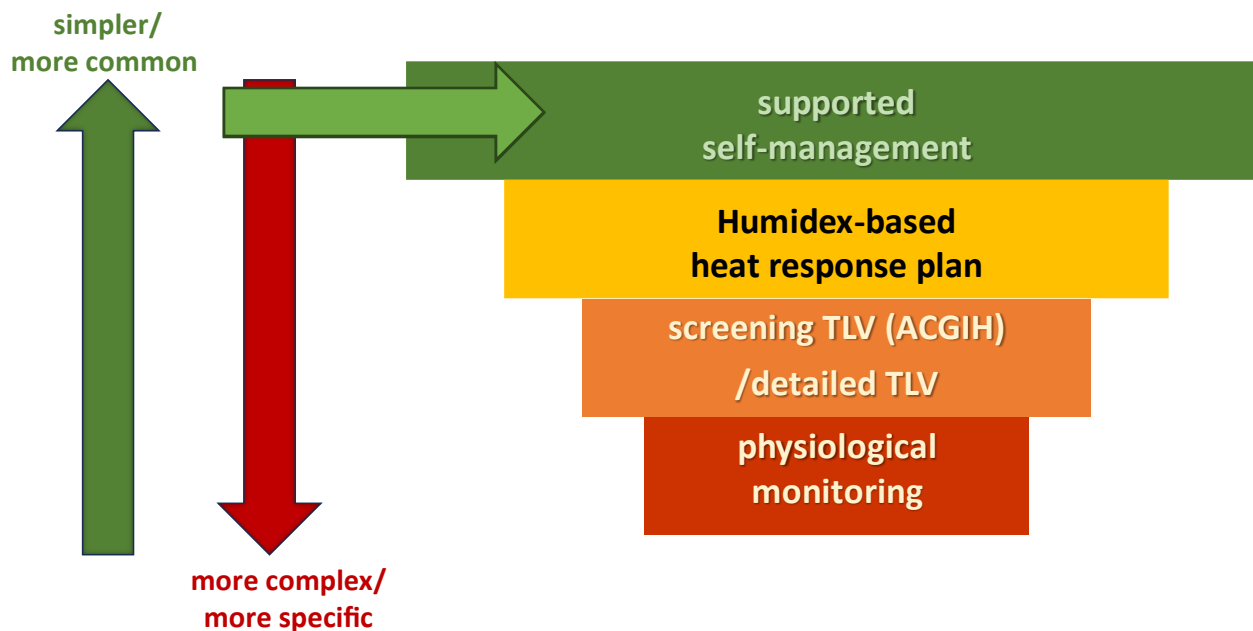 simpler/
more common
supported
self-management
Humidex-based
heat response plan
screening TLV (ACGIH)
/detailed TLV
physiological
monitoring
more complex/
more specific